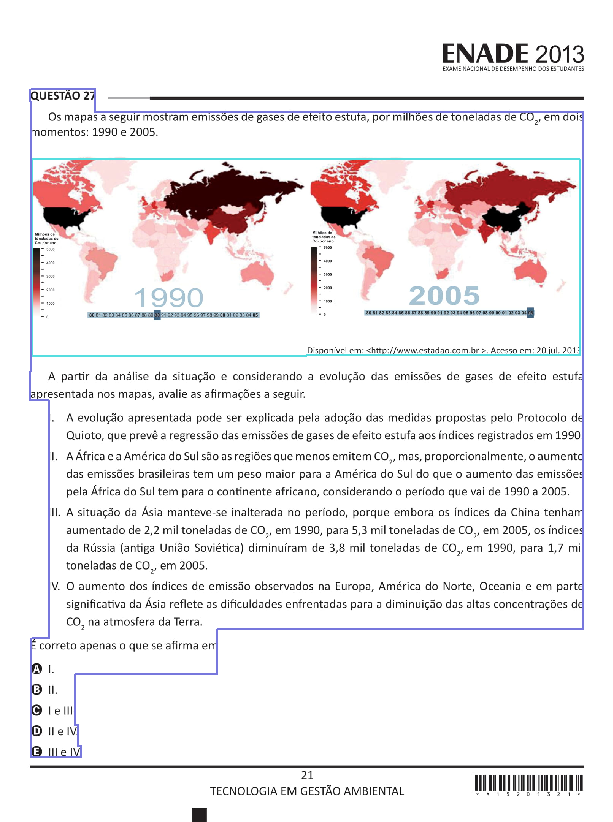 ENADE 2013
EXAME NACIONAL DE DESEMPENHO DOS ESTUDANTES
QUESTÃO 27
Os mapas a seguir mostram emissões de gases de efeito estufa, por milhões de toneladas de CO2, em dois
momentos: 1990 e 2005.
1990
2005
Disponível em: <http://www.estadao.com.br >. Acesso em: 20 jul. 2013
A partir da análise da situação e considerando a evolução das emissões de gases de efeito estufa
apresentada nos mapas, avalie as afirmações a seguir.
I. A evolução apresentada pode ser explicada pela adoção das medidas propostas pelo Protocolo de
Quioto, que prevê a regressão das emissões de gases de efeito estufa aos índices registrados em 1990
II. A África e a América do Sul são as regiões que menos emitem CO2, mas, proporcionalmente, o aumento
das emissões brasileiras tem um peso maior para a América do Sul do que o aumento das emissões
pela África do Sul tem para o continente africano, considerando o período que vai de 1990 a 2005.
III. A situação da Ásia manteve-se inalterada no período, porque embora os índices da China tenham
aumentado de 2,2 mil toneladas de CO2, em 1990, para 5,3 mil toneladas de CO2, em 2005, os índices
da Rússia (antiga União Soviética) diminuíram de 3,8 mil toneladas de CO2, em 1990, para 1,7 mil
toneladas de CO2, em 2005.
IV. O aumento dos índices de emissão observados na Europa, América do Norte, Oceania e em parte
significativa da Ásia reflete as dificuldades enfrentadas para a diminuição das altas concentrações de
CO2 na atmosfera da Terra.
É correto apenas o que se afirma em
A I.
B II.
C I e III
D II e IV.
E III e IV
21
TECNOLOGIA EM GESTÃO AMBIENTAL